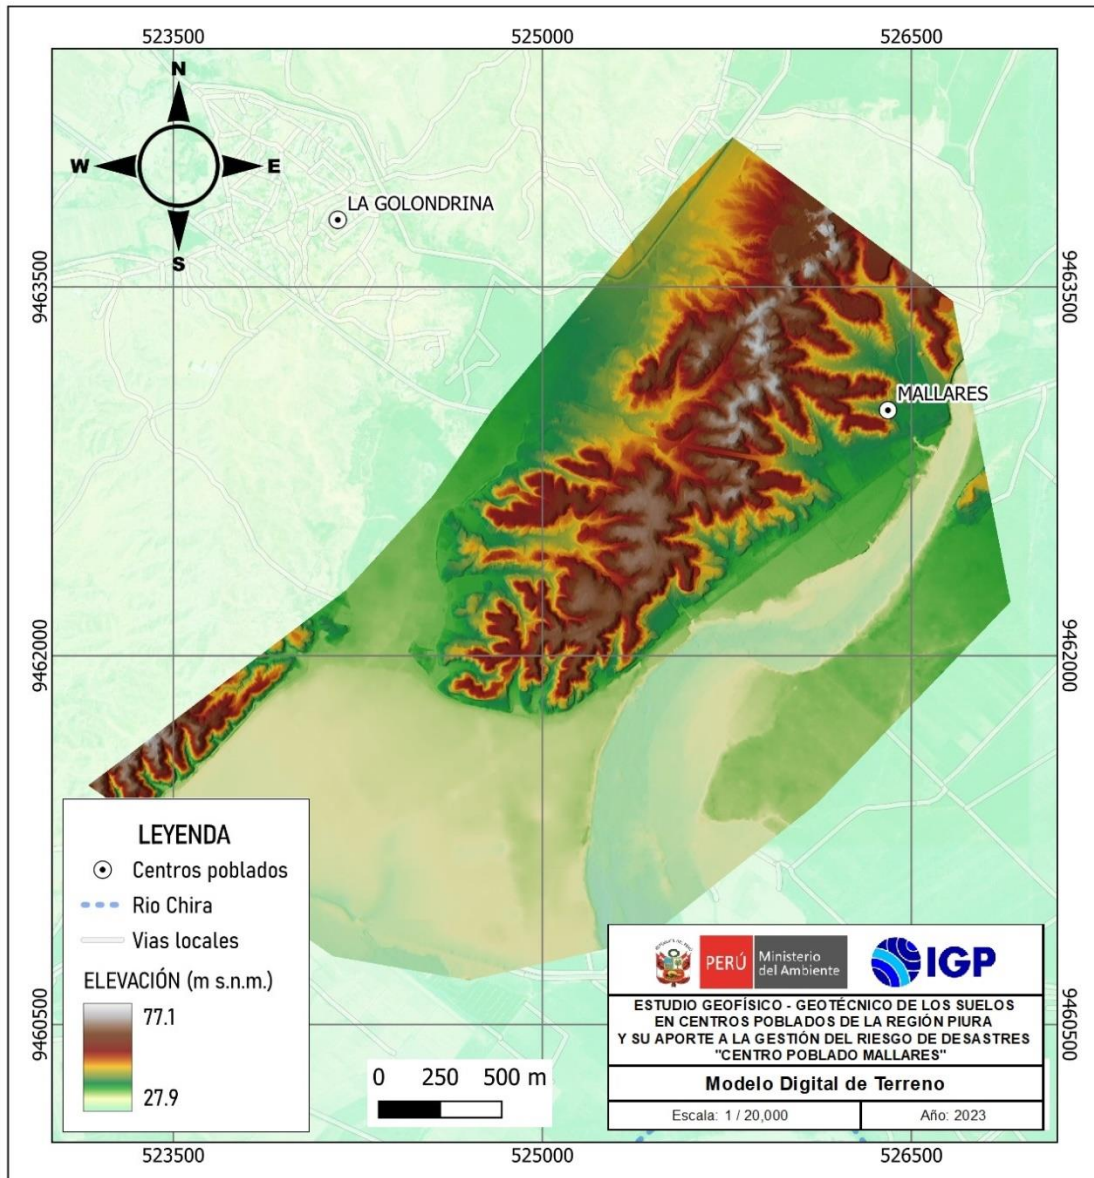 523500
525000
526500
N
W
E
S
LA GOLONDRINA
9463500
9463500
MALLARES
9462000
9462000
LEYENDA
Centros poblados
Rio Chira
Vias locales
ELEVACIÓN (m s.n.m.)
77.1
27.9
0 250 500 m
PERÚ
Ministerio
del Ambiente
IGP
ESTUDIO GEOFÍSICO - GEOTÉCNICO DE LOS SUELOS
EN CENTROS POBLADOS DE LA REGIÓN PIURA
Y SU APORTE A LA GESTIÓN DEL RIESGO DE DESASTRES
"CENTRO POBLADO MALLARES"
Modelo Digital de Terreno
Escala: 1 / 20,000
Año: 2023
9460500
9460500
523500
525000
526500